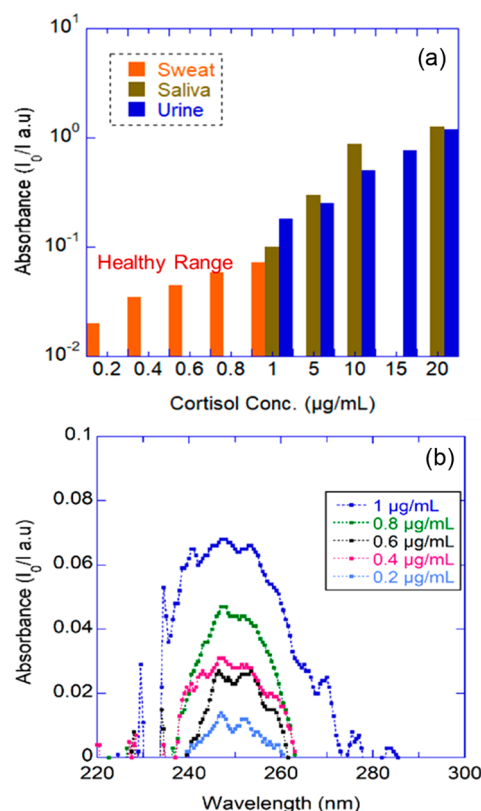 (a)
Sweat
Saliva
Urine
Healthy Range
Absorbance (I₀/I a.u)
10¹
10⁰
10⁻¹
10⁻²
0.2 0.4 0.6 0.8 1 5 10 15 20
Cortisol Conc. (µg/mL)
(b)
1 µg/mL
0.8 µg/mL
0.6 µg/mL
0.4 µg/mL
0.2 µg/mL
Absorbance (I₀/I a.u)
0.1
0.08
0.06
0.04
0.02
0
220 240 260 280 300
Wavelength (nm)